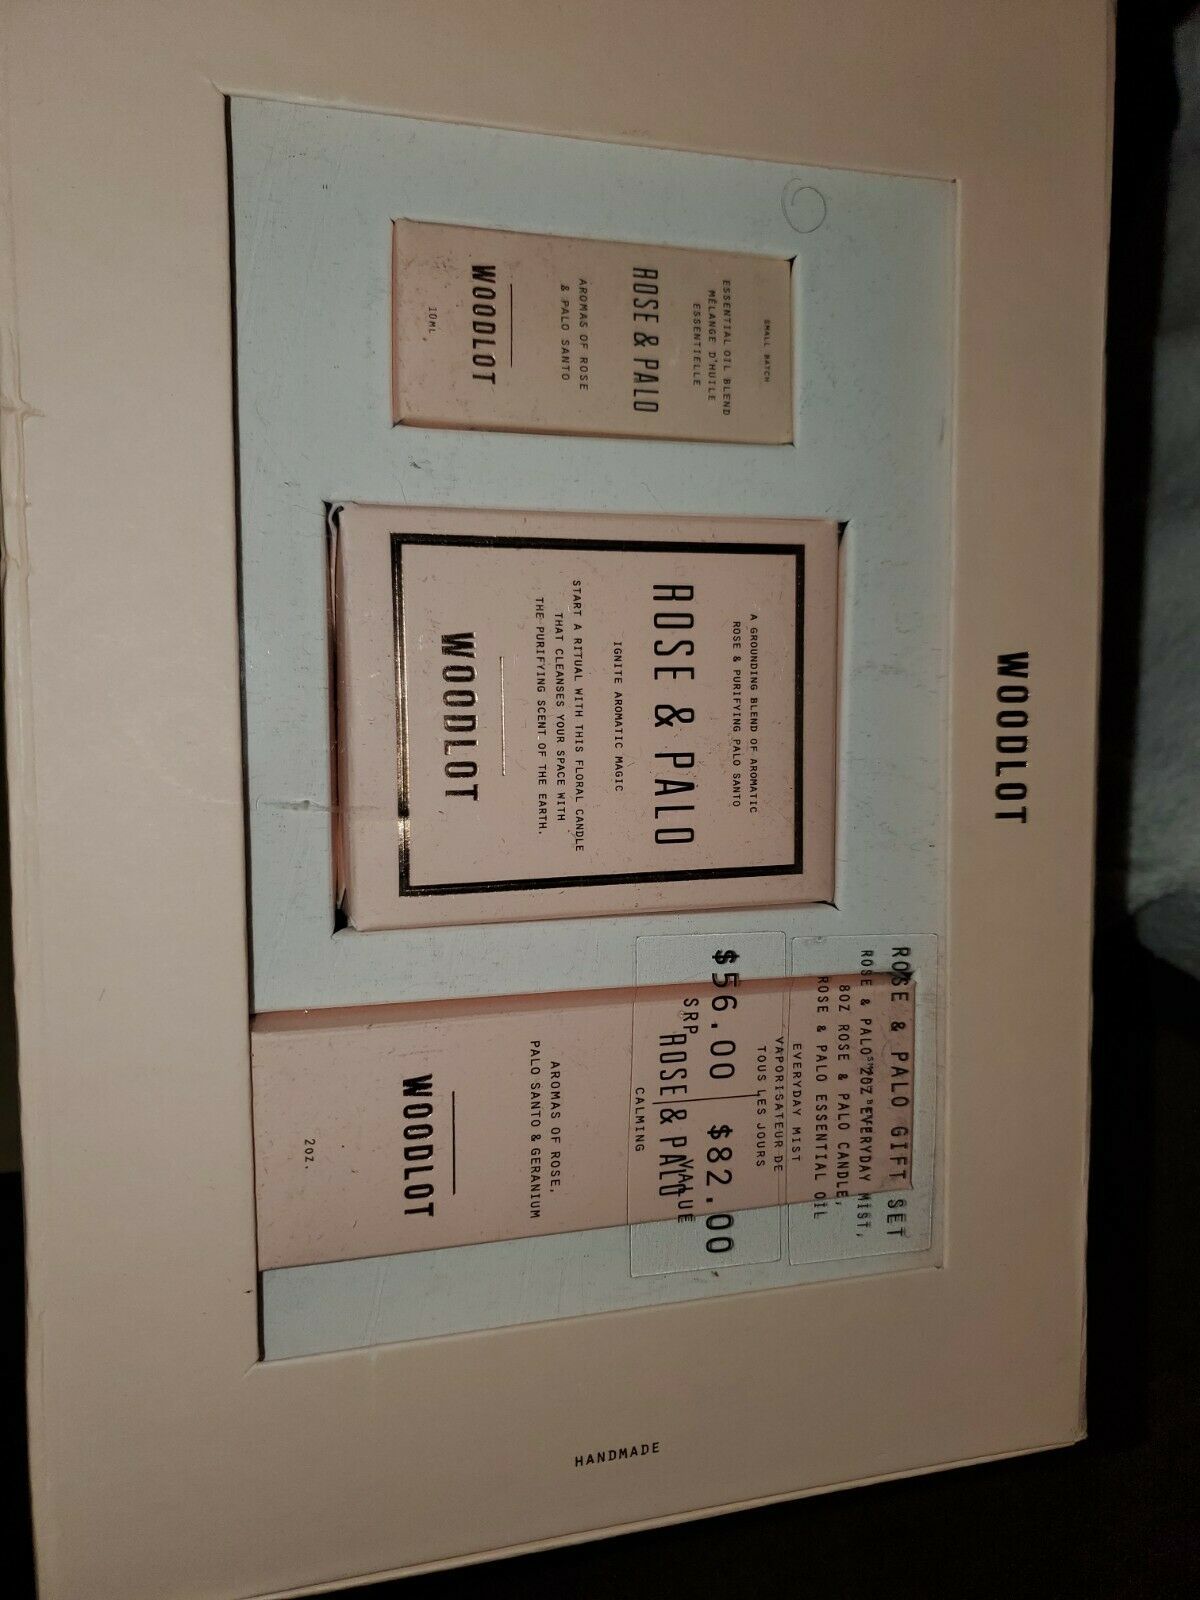 WOODLOT
SMALL BATCH
ESSENTIAL OIL BLEND
MÉLANGE D'HUILE
ESSENTIELLE
ROSE & PALO
AROMAS OF ROSE
& PALO SANTO
WOODLOT
10ML.
A GROUNDING BLEND OF AROMATIC
ROSE & PURIFYING PALO SANTO
ROSE & PALO
IGNITE AROMATIC MAGIC
START A RITUAL WITH THIS FLORAL CANDLE
THAT CLEANSES YOUR SPACE WITH
THE PURIFYING SCENT OF THE EARTH.
WOODLOT
ROSE & PALO GIFT SET
ROSE & PALO 2OZ EVERYDAY MIST,
8OZ ROSE & PALO CANDLE,
ROSE & PALO ESSENTIAL OIL
$56.00 $82.00
SRP VALUE
EVERYDAY MIST
VAPORISATEUR DE
TOUS LES JOURS
ROSE & PALO
CALMING
AROMAS OF ROSE,
PALO SANTO & GERANIUM
WOODLOT
2OZ.
HANDMADE